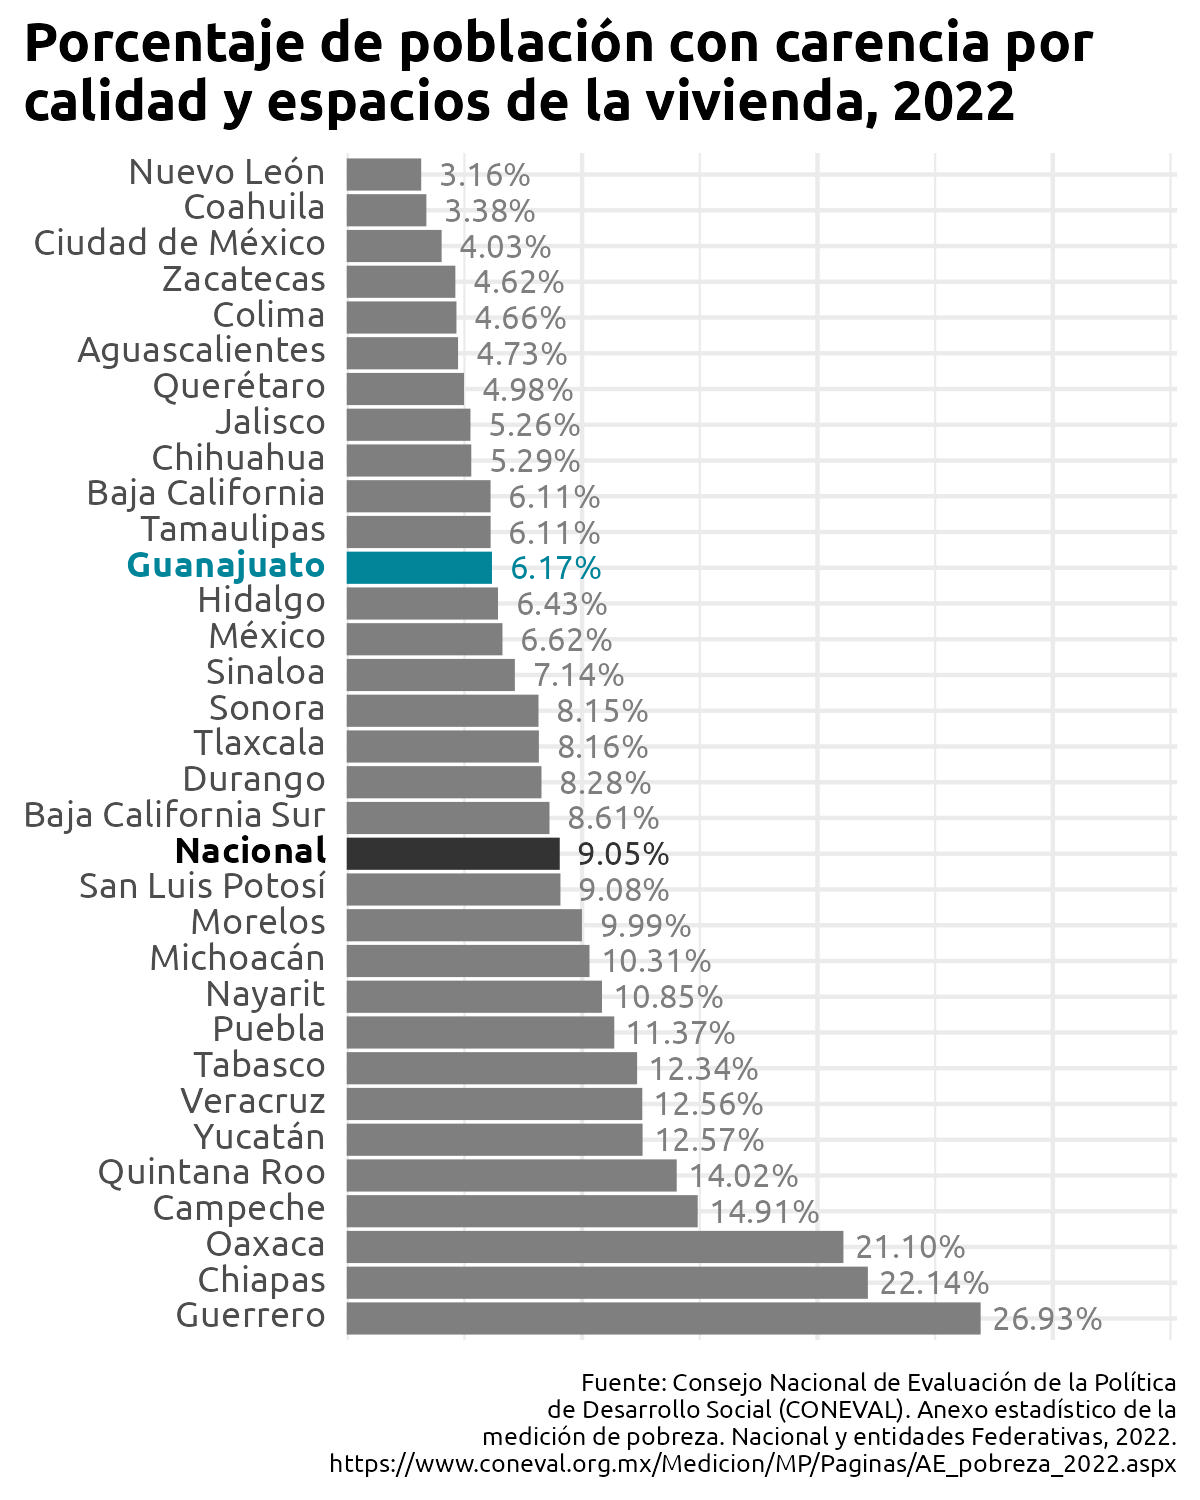 Porcentaje de población con carencia por
calidad y espacios de la vivienda, 2022
Nuevo León 3.16%
Coahuila 3.38%
Ciudad de México 4.03%
Zacatecas 4.62%
Colima 4.66%
Aguascalientes 4.73%
Querétaro 4.98%
Jalisco 5.26%
Chihuahua 5.29%
Baja California 6.11%
Tamaulipas 6.11%
Guanajuato 6.17%
Hidalgo 6.43%
México 6.62%
Sinaloa 7.14%
Sonora 8.15%
Tlaxcala 8.16%
Durango 8.28%
Baja California Sur 8.61%
Nacional 9.05%
San Luis Potosí 9.08%
Morelos 9.99%
Michoacán 10.31%
Nayarit 10.85%
Puebla 11.37%
Tabasco 12.34%
Veracruz 12.56%
Yucatán 12.57%
Quintana Roo 14.02%
Campeche 14.91%
Oaxaca 21.10%
Chiapas 22.14%
Guerrero 26.93%
Fuente: Consejo Nacional de Evaluación de la Política
de Desarrollo Social (CONEVAL). Anexo estadístico de la
medición de pobreza. Nacional y entidades Federativas, 2022.
https://www.coneval.org.mx/Medicion/MP/Paginas/AE_pobreza_2022.aspx